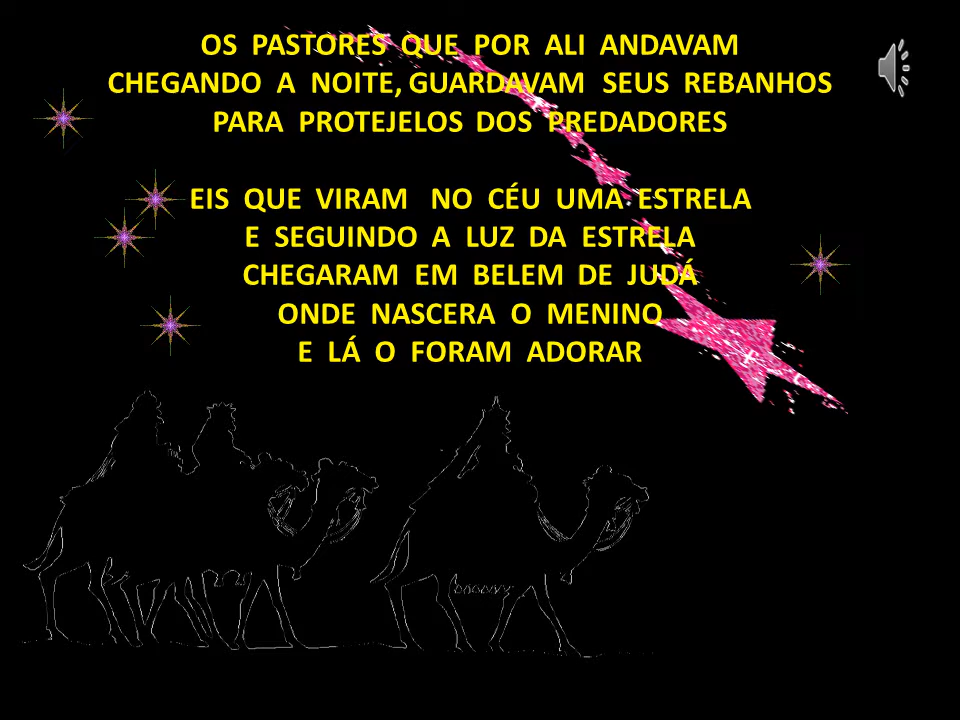 OS PASTORES QUE POR ALI ANDAVAM
CHEGANDO A NOITE, GUARDAVAM SEUS REBANHOS
PARA PROTEJELOS DOS PREDADORES
EIS QUE VIRAM NO CÉU UMA ESTRELA
E SEGUINDO A LUZ DA ESTRELA
CHEGARAM EM BELEM DE JUDÁ
ONDE NASCERA O MENINO
E LÁ O FORAM ADORAR